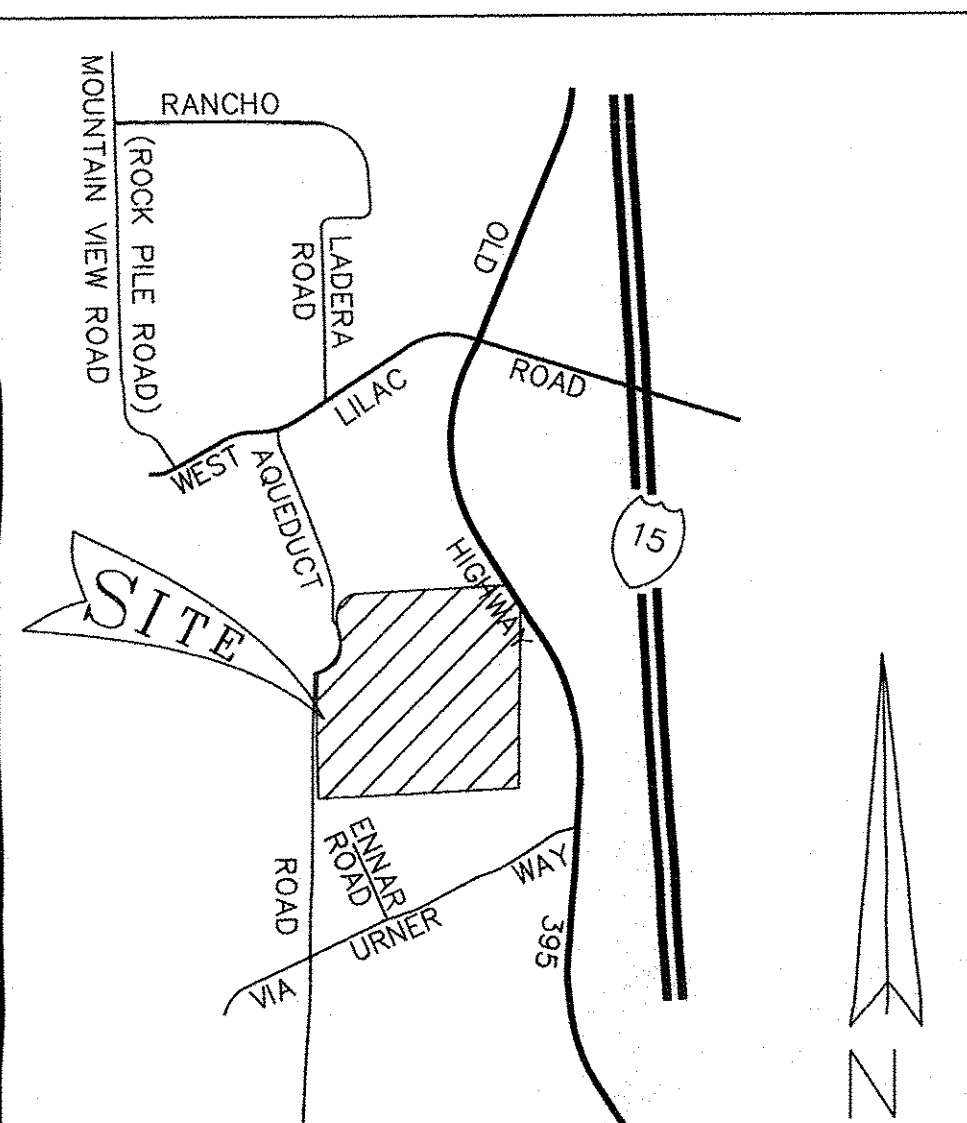 RANCHO
MOUNTAIN VIEW ROAD
(ROCK PILE ROAD)
LADERA
ROAD
OLD
ROAD
LILAC
WEST
AQUEDUCT
HIGHWAY
15
SITE
ENNAR
ROAD
WAY
URNER
VIA
ROAD
395
N